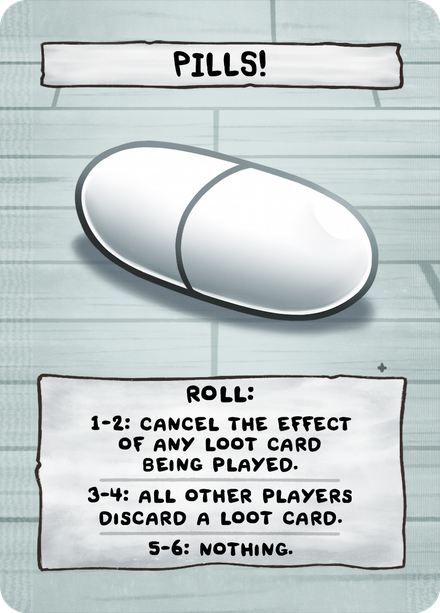 PILLS!
ROLL:
1-2: CANCEL THE EFFECT
OF ANY LOOT CARD
BEING PLAYED.
3-4: ALL OTHER PLAYERS
DISCARD A LOOT CARD.
5-6: NOTHING.